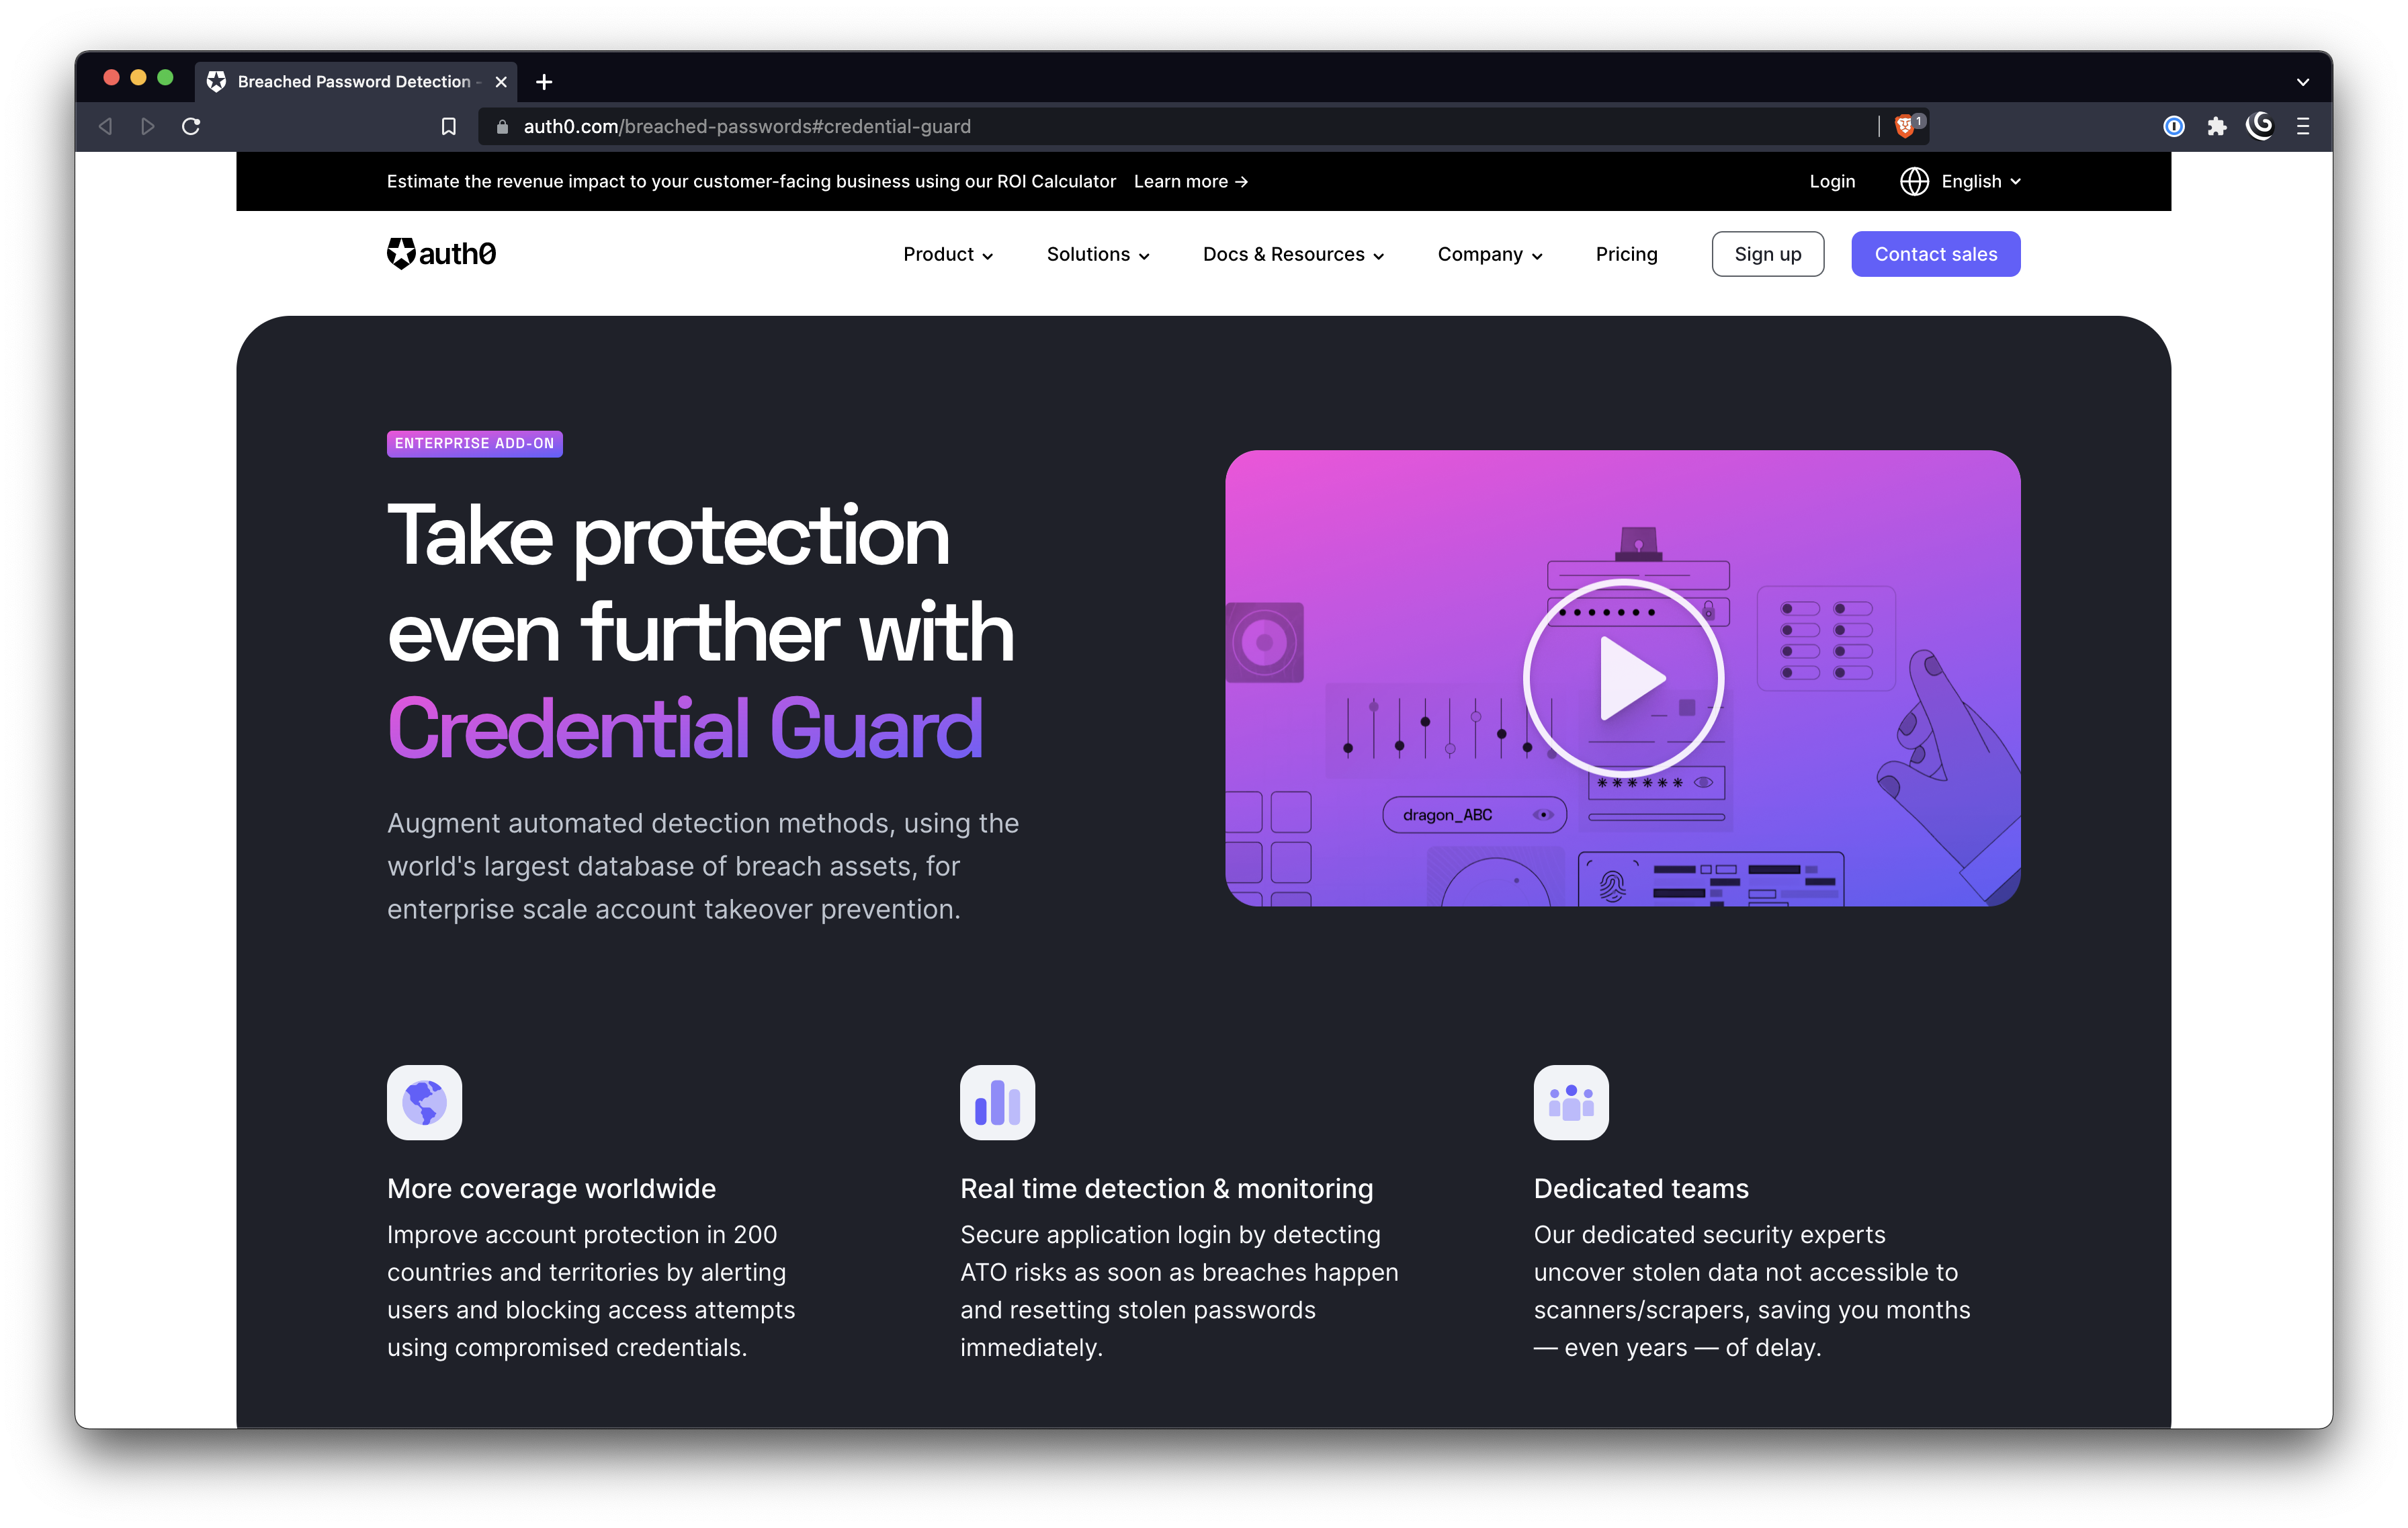 Breached Password Detection -
auth0.com/breached-passwords#credential-guard
1
Estimate the revenue impact to your customer-facing business using our ROI Calculator Learn more →
Login English
auth0
Product Solutions Docs & Resources Company Pricing Sign up Contact sales
ENTERPRISE ADD-ON
Take protection
even further with
Credential Guard
Augment automated detection methods, using the
world's largest database of breach assets, for
enterprise scale account takeover prevention.
******
dragon_ABC
More coverage worldwide
Improve account protection in 200
countries and territories by alerting
users and blocking access attempts
using compromised credentials.
Real time detection & monitoring
Secure application login by detecting
ATO risks as soon as breaches happen
and resetting stolen passwords
immediately.
Dedicated teams
Our dedicated security experts
uncover stolen data not accessible to
scanners/scrapers, saving you months
— even years — of delay.